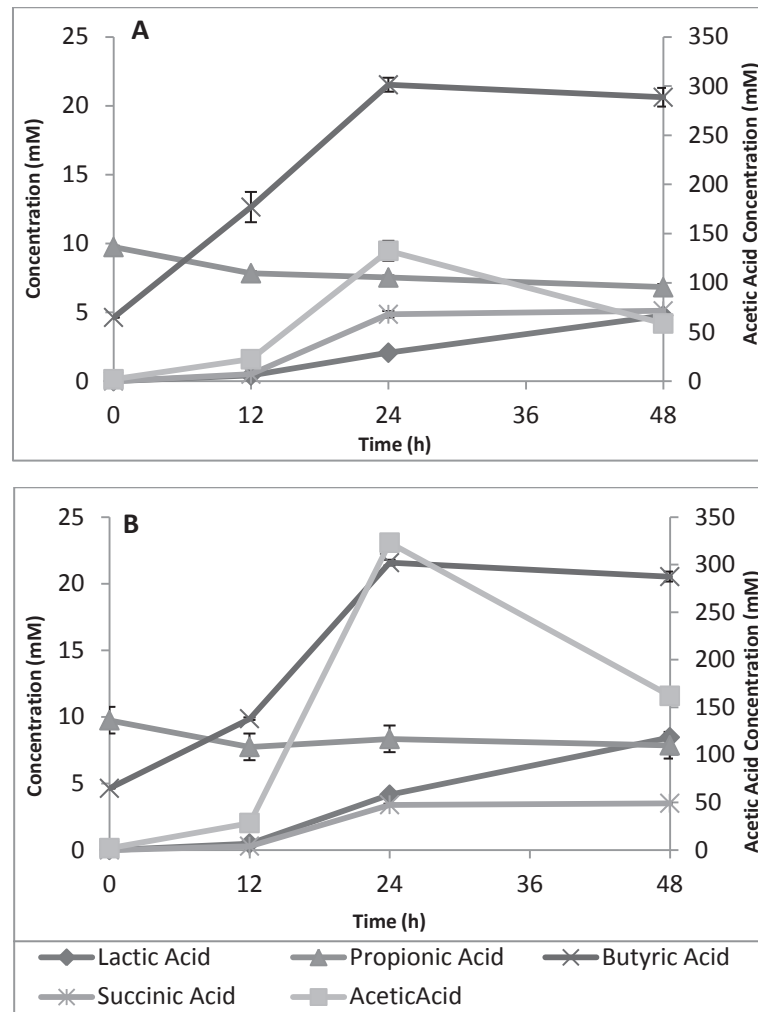 A
25
20
15
10
5
0
Concentration (mM)
350
300
250
200
150
100
50
0
Acetic Acid Concentration (mM)
0 12 24 36 48
Time (h)
B
25
20
15
10
5
0
Concentration (mM)
350
300
250
200
150
100
50
0
Acetic Acid Concentration (mM)
0 12 24 36 48
Time (h)
Lactic Acid Propionic Acid Butyric Acid
Succinic Acid AceticAcid